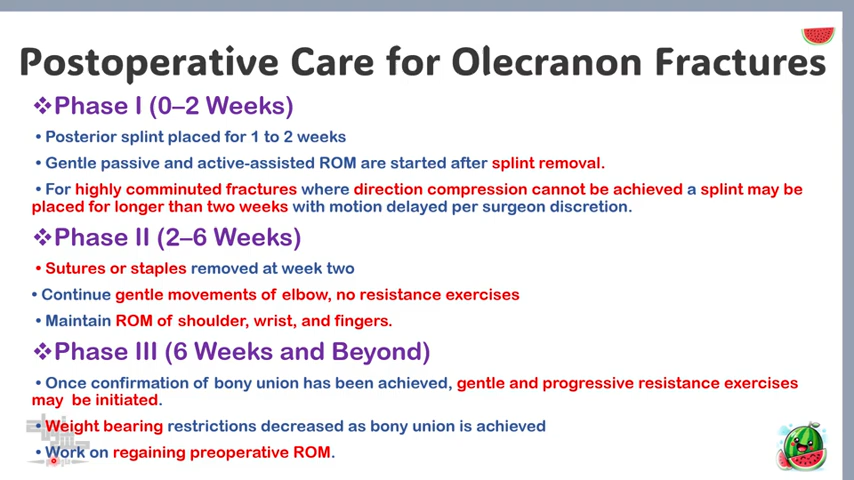 Postoperative Care for Olecranon Fractures
❖Phase I (0–2 Weeks)
• Posterior splint placed for 1 to 2 weeks
• Gentle passive and active-assisted ROM are started after splint removal.
• For highly comminuted fractures where direction compression cannot be achieved a splint may be
placed for longer than two weeks with motion delayed per surgeon discretion.
❖Phase II (2–6 Weeks)
• Sutures or staples removed at week two
• Continue gentle movements of elbow, no resistance exercises
• Maintain ROM of shoulder, wrist, and fingers.
❖Phase III (6 Weeks and Beyond)
• Once confirmation of bony union has been achieved, gentle and progressive resistance exercises
may be initiated.
• Weight bearing restrictions decreased as bony union is achieved
• Work on regaining preoperative ROM.